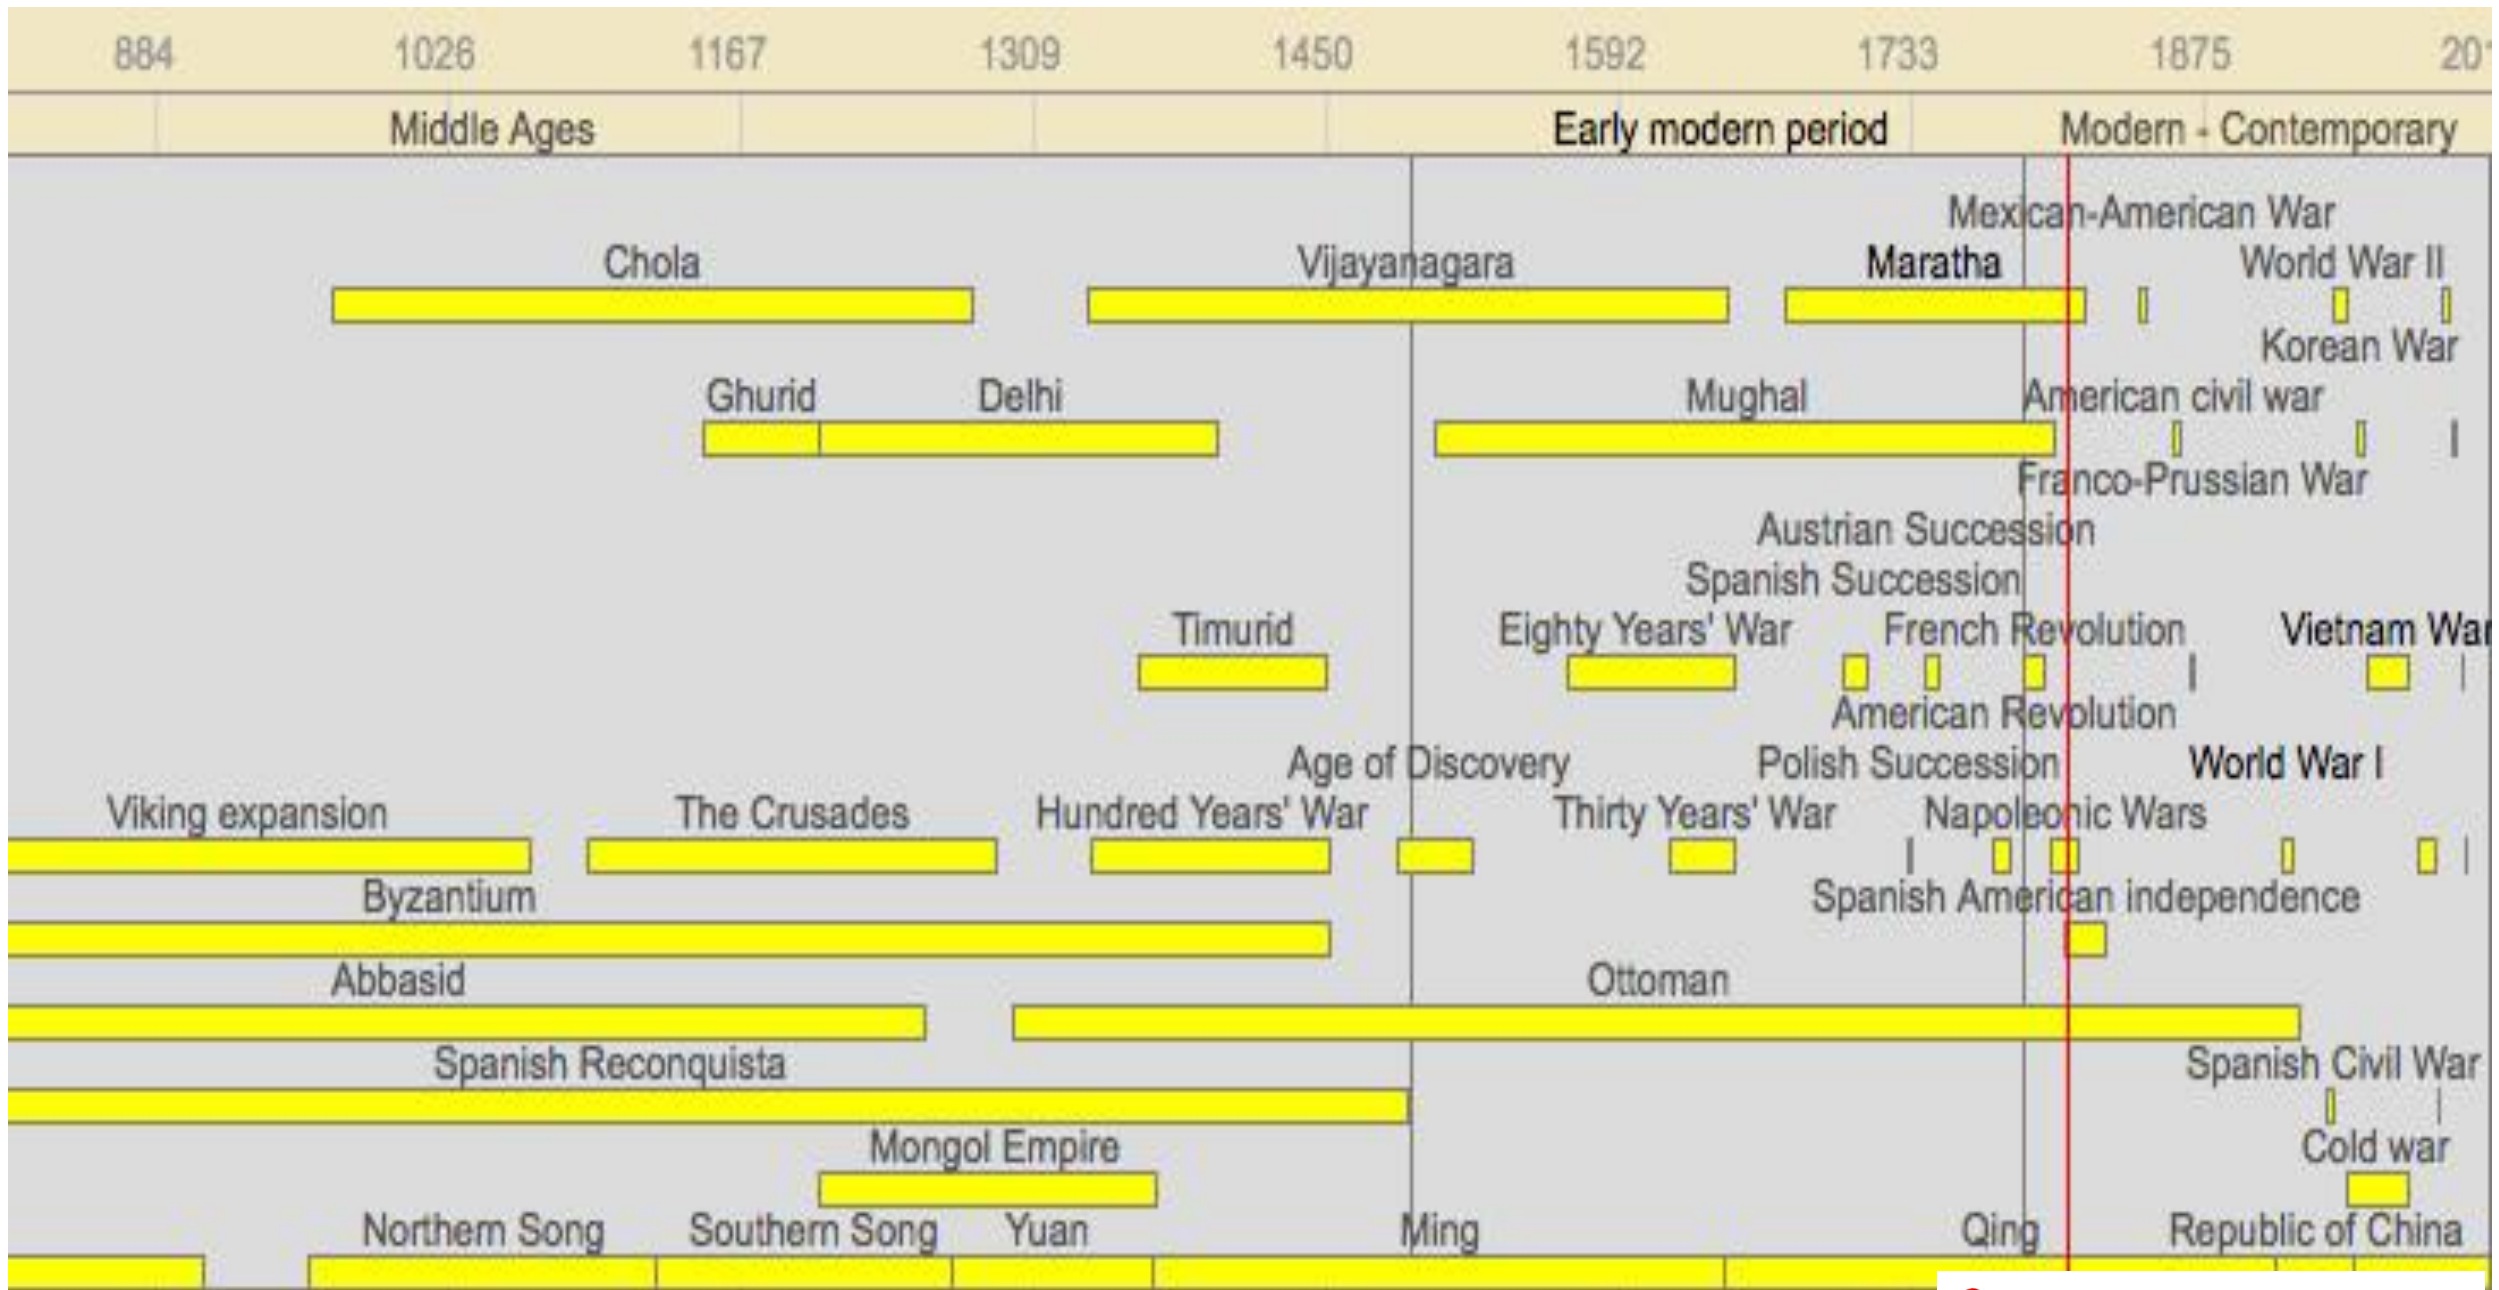 884 1026 1167 1309 1450 1592 1733 1875 201
Middle Ages Early modern period Modern - Contemporary
Mexican-American War
Chola Vijayanagara Maratha World War II
Korean War
Ghurid Delhi Mughal American civil war
Franco-Prussian War
Austrian Succession
Spanish Succession
Timurid Eighty Years' War French Revolution Vietnam War
American Revolution
Age of Discovery Polish Succession World War I
Viking expansion The Crusades Hundred Years' War Thirty Years' War Napoleonic Wars
Byzantium Spanish American independence
Abbasid Ottoman
Spanish Reconquista Spanish Civil War
Mongol Empire Cold war
Northern Song Southern Song Yuan Ming Qing Republic of China